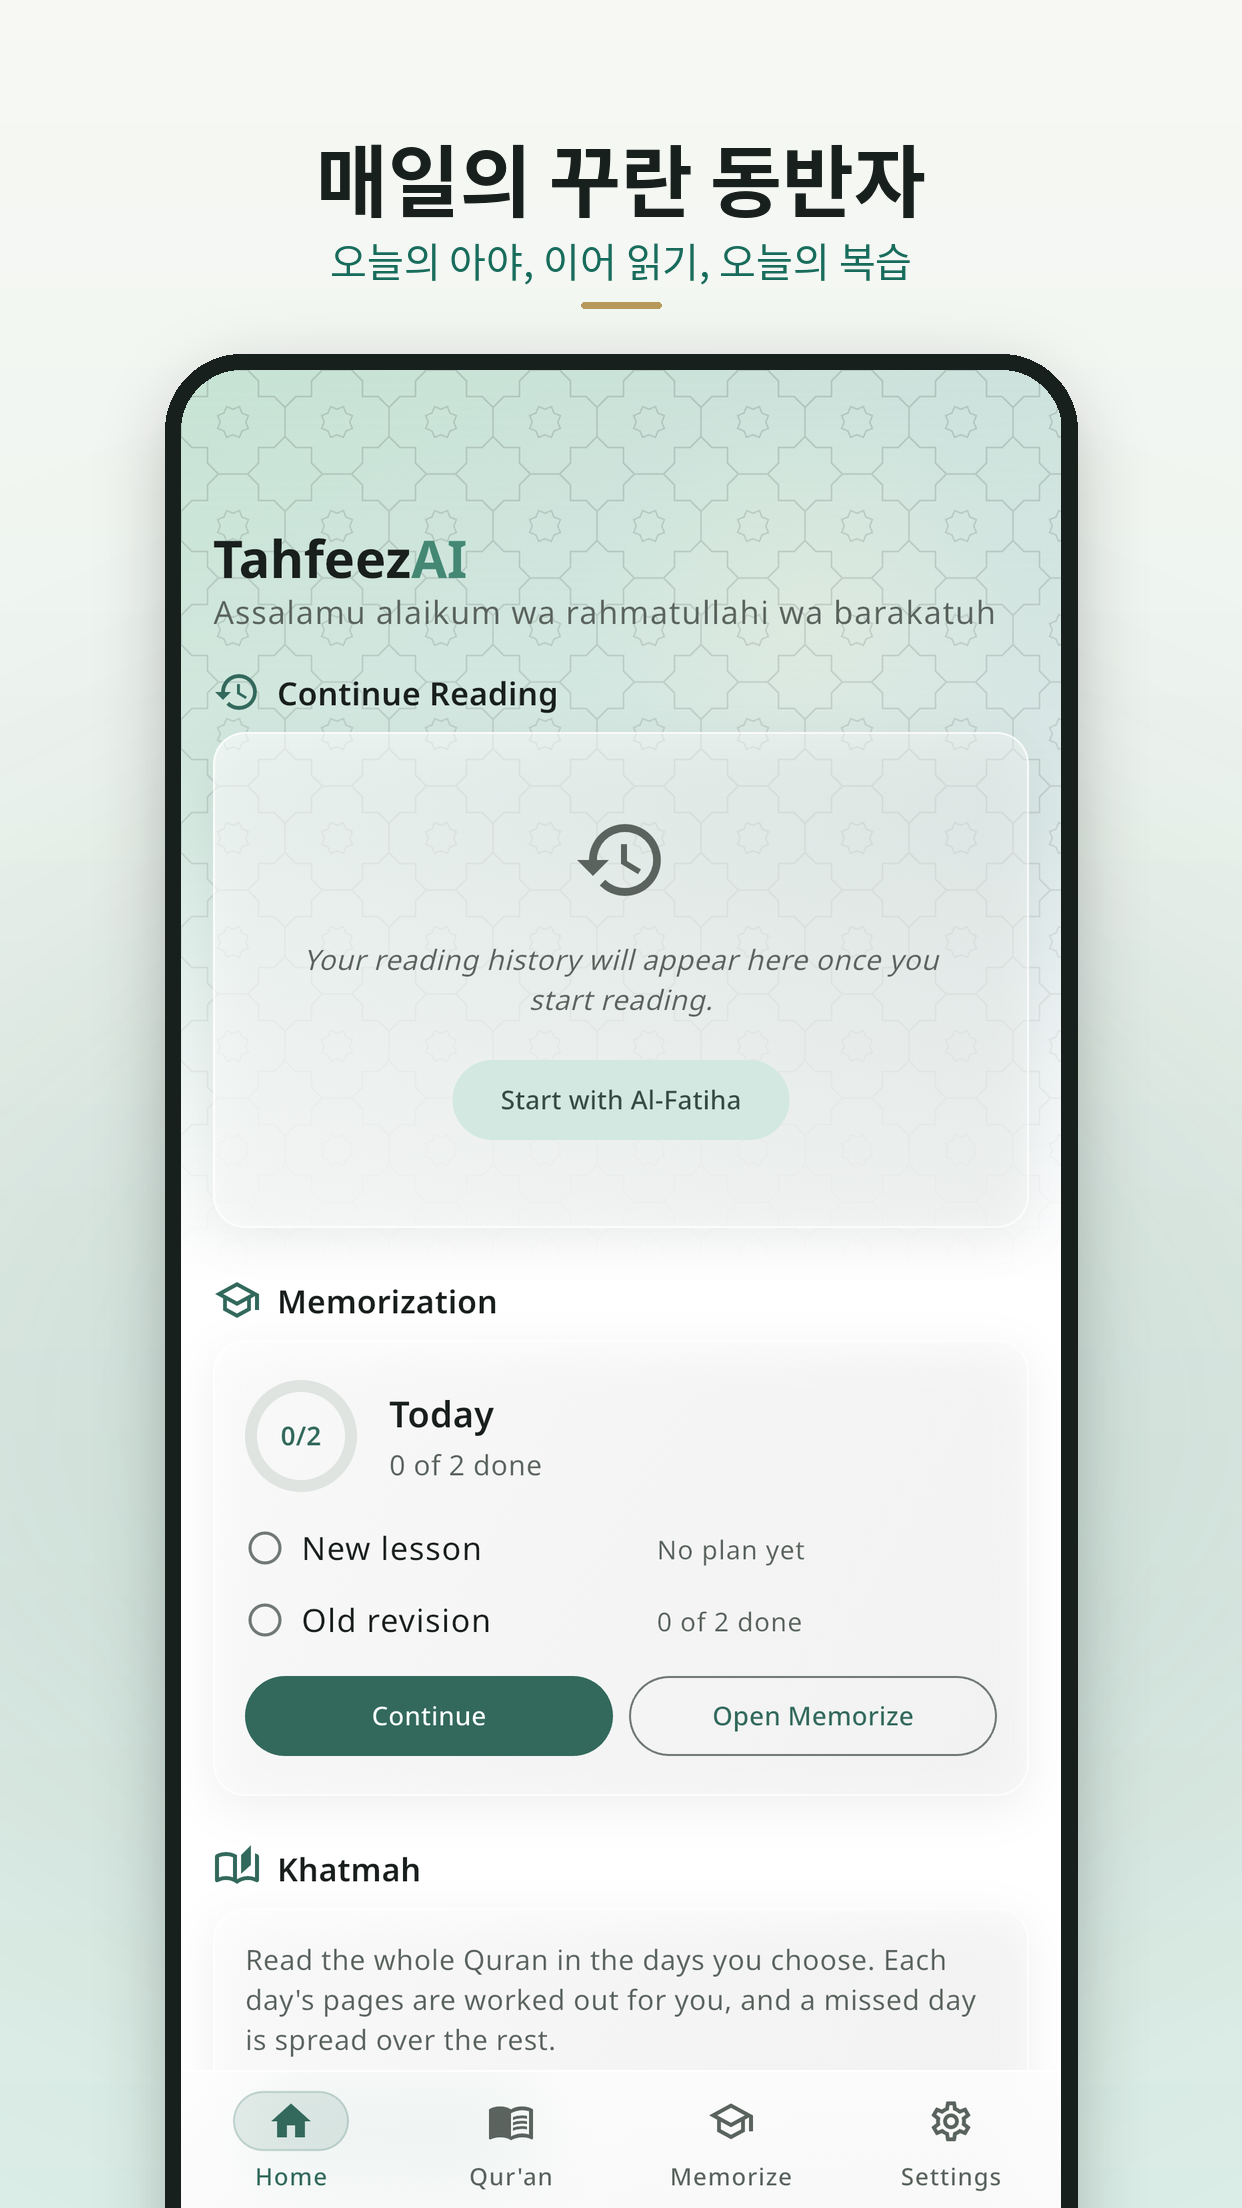 매일의 꾸란 동반자
오늘의 아야, 이어 읽기, 오늘의 복습
TahfeezAI
Assalamu alaikum wa rahmatullahi wa barakatuh
Continue Reading
Your reading history will appear here once you
start reading.
Start with Al-Fatiha
Memorization
0/2
Today
0 of 2 done
New lesson
No plan yet
Old revision
0 of 2 done
Continue
Open Memorize
Khatmah
Read the whole Quran in the days you choose. Each
day's pages are worked out for you, and a missed day
is spread over the rest.
Home
Qur'an
Memorize
Settings